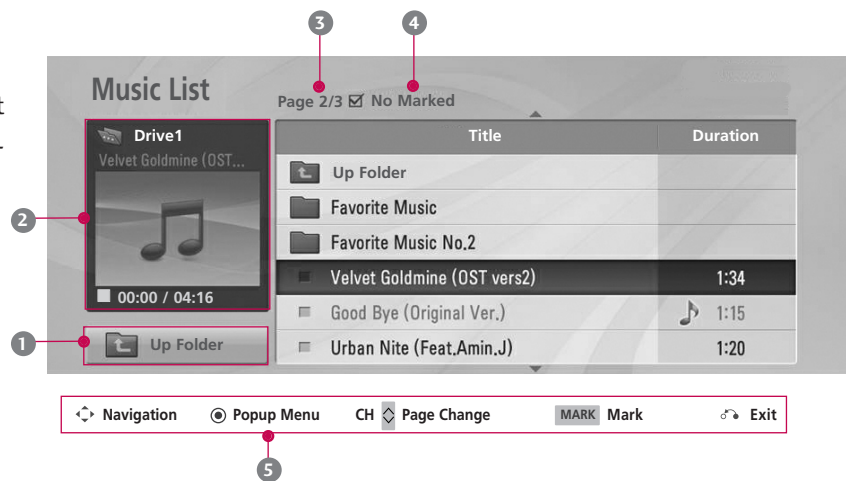 3 4
Music List
Page 2/3 No Marked
t
Drive1
Title Duration
Velvet Goldmine (OST...
Up Folder
Favorite Music
2
Favorite Music No.2
Velvet Goldmine (OST vers2) 1:34
00:00 / 04:16
Good Bye (Original Ver.) 1:15
1
Up Folder
Urban Nite (Feat.Amin.J) 1:20
Navigation Popup Menu CH Page Change MARK Mark Exit
5